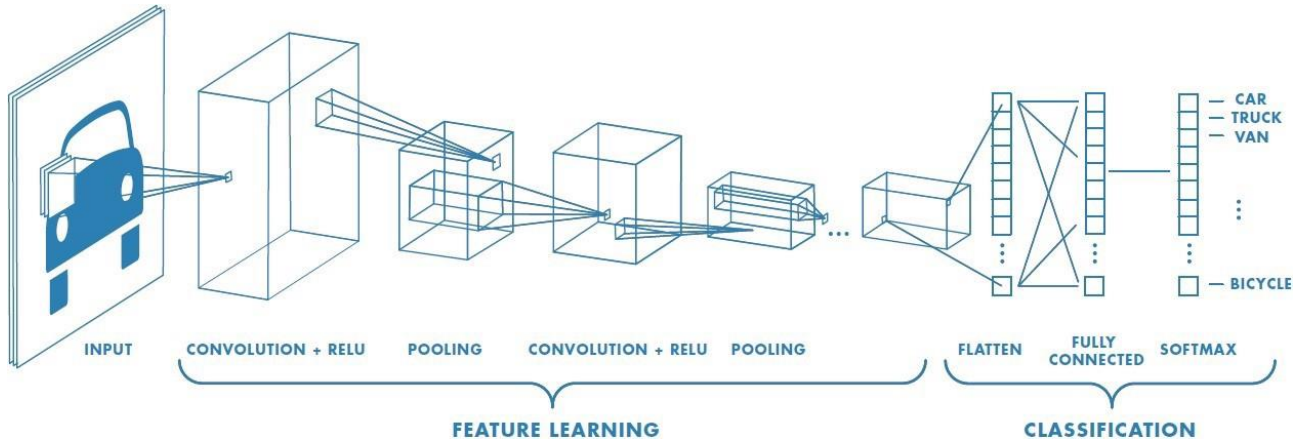 CAR
TRUCK
VAN
BICYCLE
INPUT
CONVOLUTION + RELU
POOLING
CONVOLUTION + RELU
POOLING
FLATTEN
FULLY
CONNECTED
SOFTMAX
FEATURE LEARNING
CLASSIFICATION